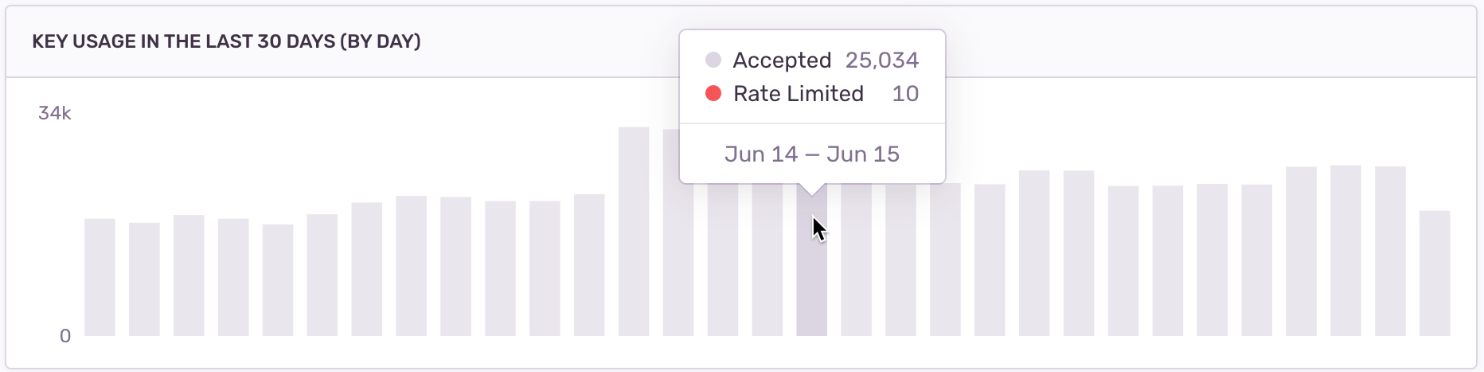 KEY USAGE IN THE LAST 30 DAYS (BY DAY)
Accepted 25,034
Rate Limited 10
Jun 14 — Jun 15
34k
0